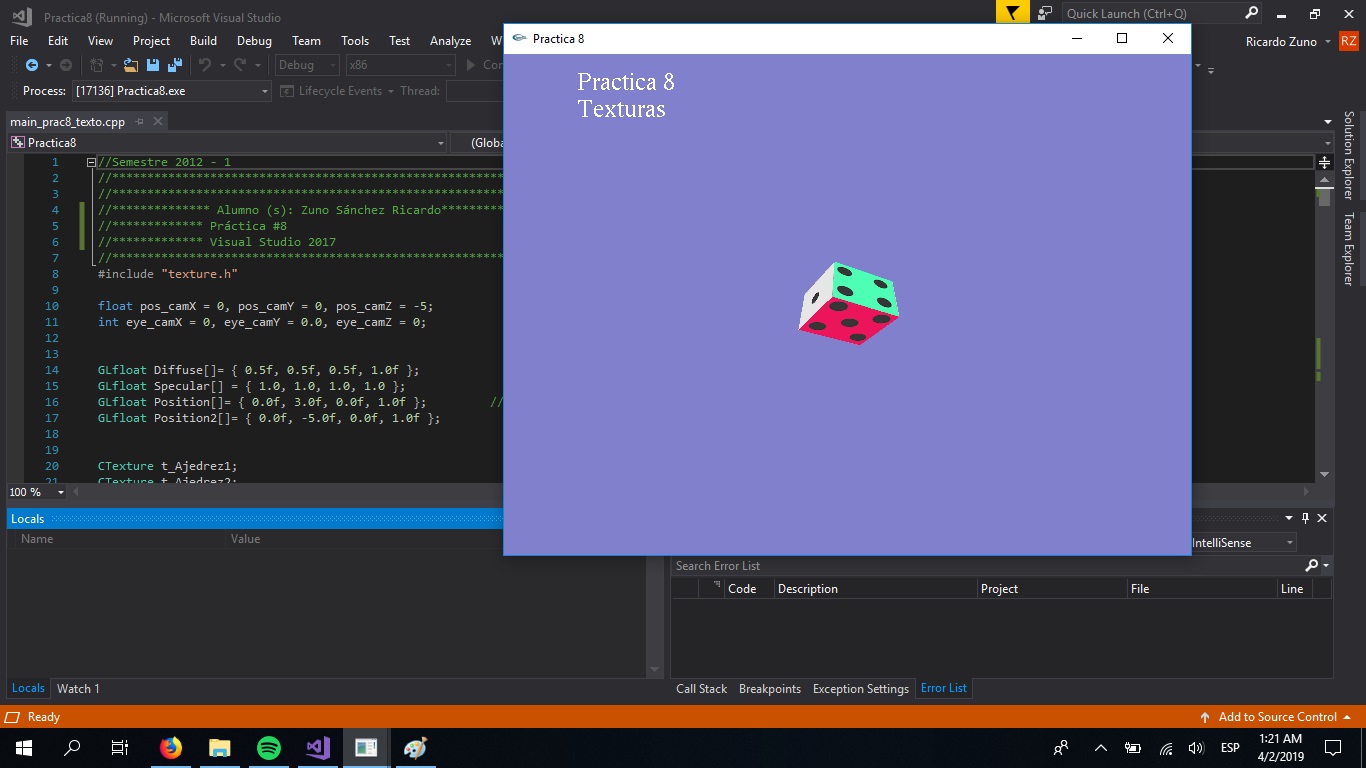 Practica8 (Running) - Microsoft Visual Studio
Quick Launch (Ctrl+Q)
File Edit View Project Build Debug Team Tools Test Analyze W
Ricardo Zuno RZ
Debug x86 Con
Process: [17136] Practica8.exe Lifecycle Events Thread:
main_prac8_texto.cpp
Practica8 (Globa
1 //Semestre 2012 - 1
2 //********************************************************
3 //********************************************************
4 //************** Alumno (s): Zuno Sánchez Ricardo*********
5 //************* Práctica #8
6 //************* Visual Studio 2017
7 //********************************************************
8 #include "texture.h"
9
10 float pos_camX = 0, pos_camY = 0, pos_camZ = -5;
11 int eye_camX = 0, eye_camY = 0.0, eye_camZ = 0;
12
13
14 GLfloat Diffuse[]= { 0.5f, 0.5f, 0.5f, 1.0f };
15 GLfloat Specular[] = { 1.0, 1.0, 1.0, 1.0 };
16 GLfloat Position[]= { 0.0f, 3.0f, 0.0f, 1.0f }; //
17 GLfloat Position2[]= { 0.0f, -5.0f, 0.0f, 1.0f };
18
19
20 CTexture t_Ajedrez1;
21 CTexture t_Ajedrez2;
100 %
Practica 8
Practica 8
Texturas
Solution Explorer
Team Explorer
Locals
Name Value
Locals Watch 1
IntelliSense
Search Error List
Code Description Project File Line
Call Stack Breakpoints Exception Settings Error List
Ready
Add to Source Control
ESP
1:21 AM
4/2/2019